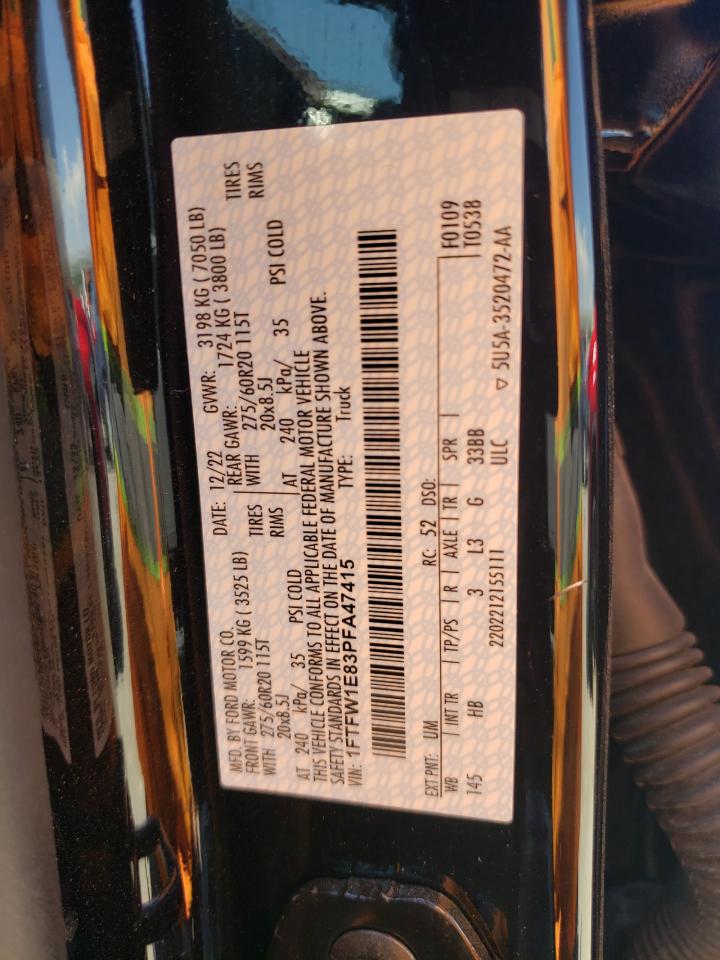 MFD. BY FORD MOTOR CO.
DATE: 12/22 GVWR: 3198 KG ( 7050 LB)
FRONT GAWR: 1599 KG ( 3525 LB) REAR GAWR: 1724 KG ( 3800 LB)
WITH 275/60R20 115T TIRES WITH 275/60R20 115T TIRES
20x8.5J RIMS 20x8.5J RIMS
AT 240 kPa/ 35 PSI COLD AT 240 kPa/ 35 PSI COLD
THIS VEHICLE CONFORMS TO ALL APPLICABLE FEDERAL MOTOR VEHICLE
SAFETY STANDARDS IN EFFECT ON THE DATE OF MANUFACTURE SHOWN ABOVE.
VIN: 1FTFW1E83PFA47415 TYPE: Truck
EXT PNT: UM RC: 52 DSO: F0109
WB INT TR TP/PS R AXLE TR SPR T0538
145 HB 3 L3 G 33BB
ULC
2202212155111 5U5A-3520472-AA